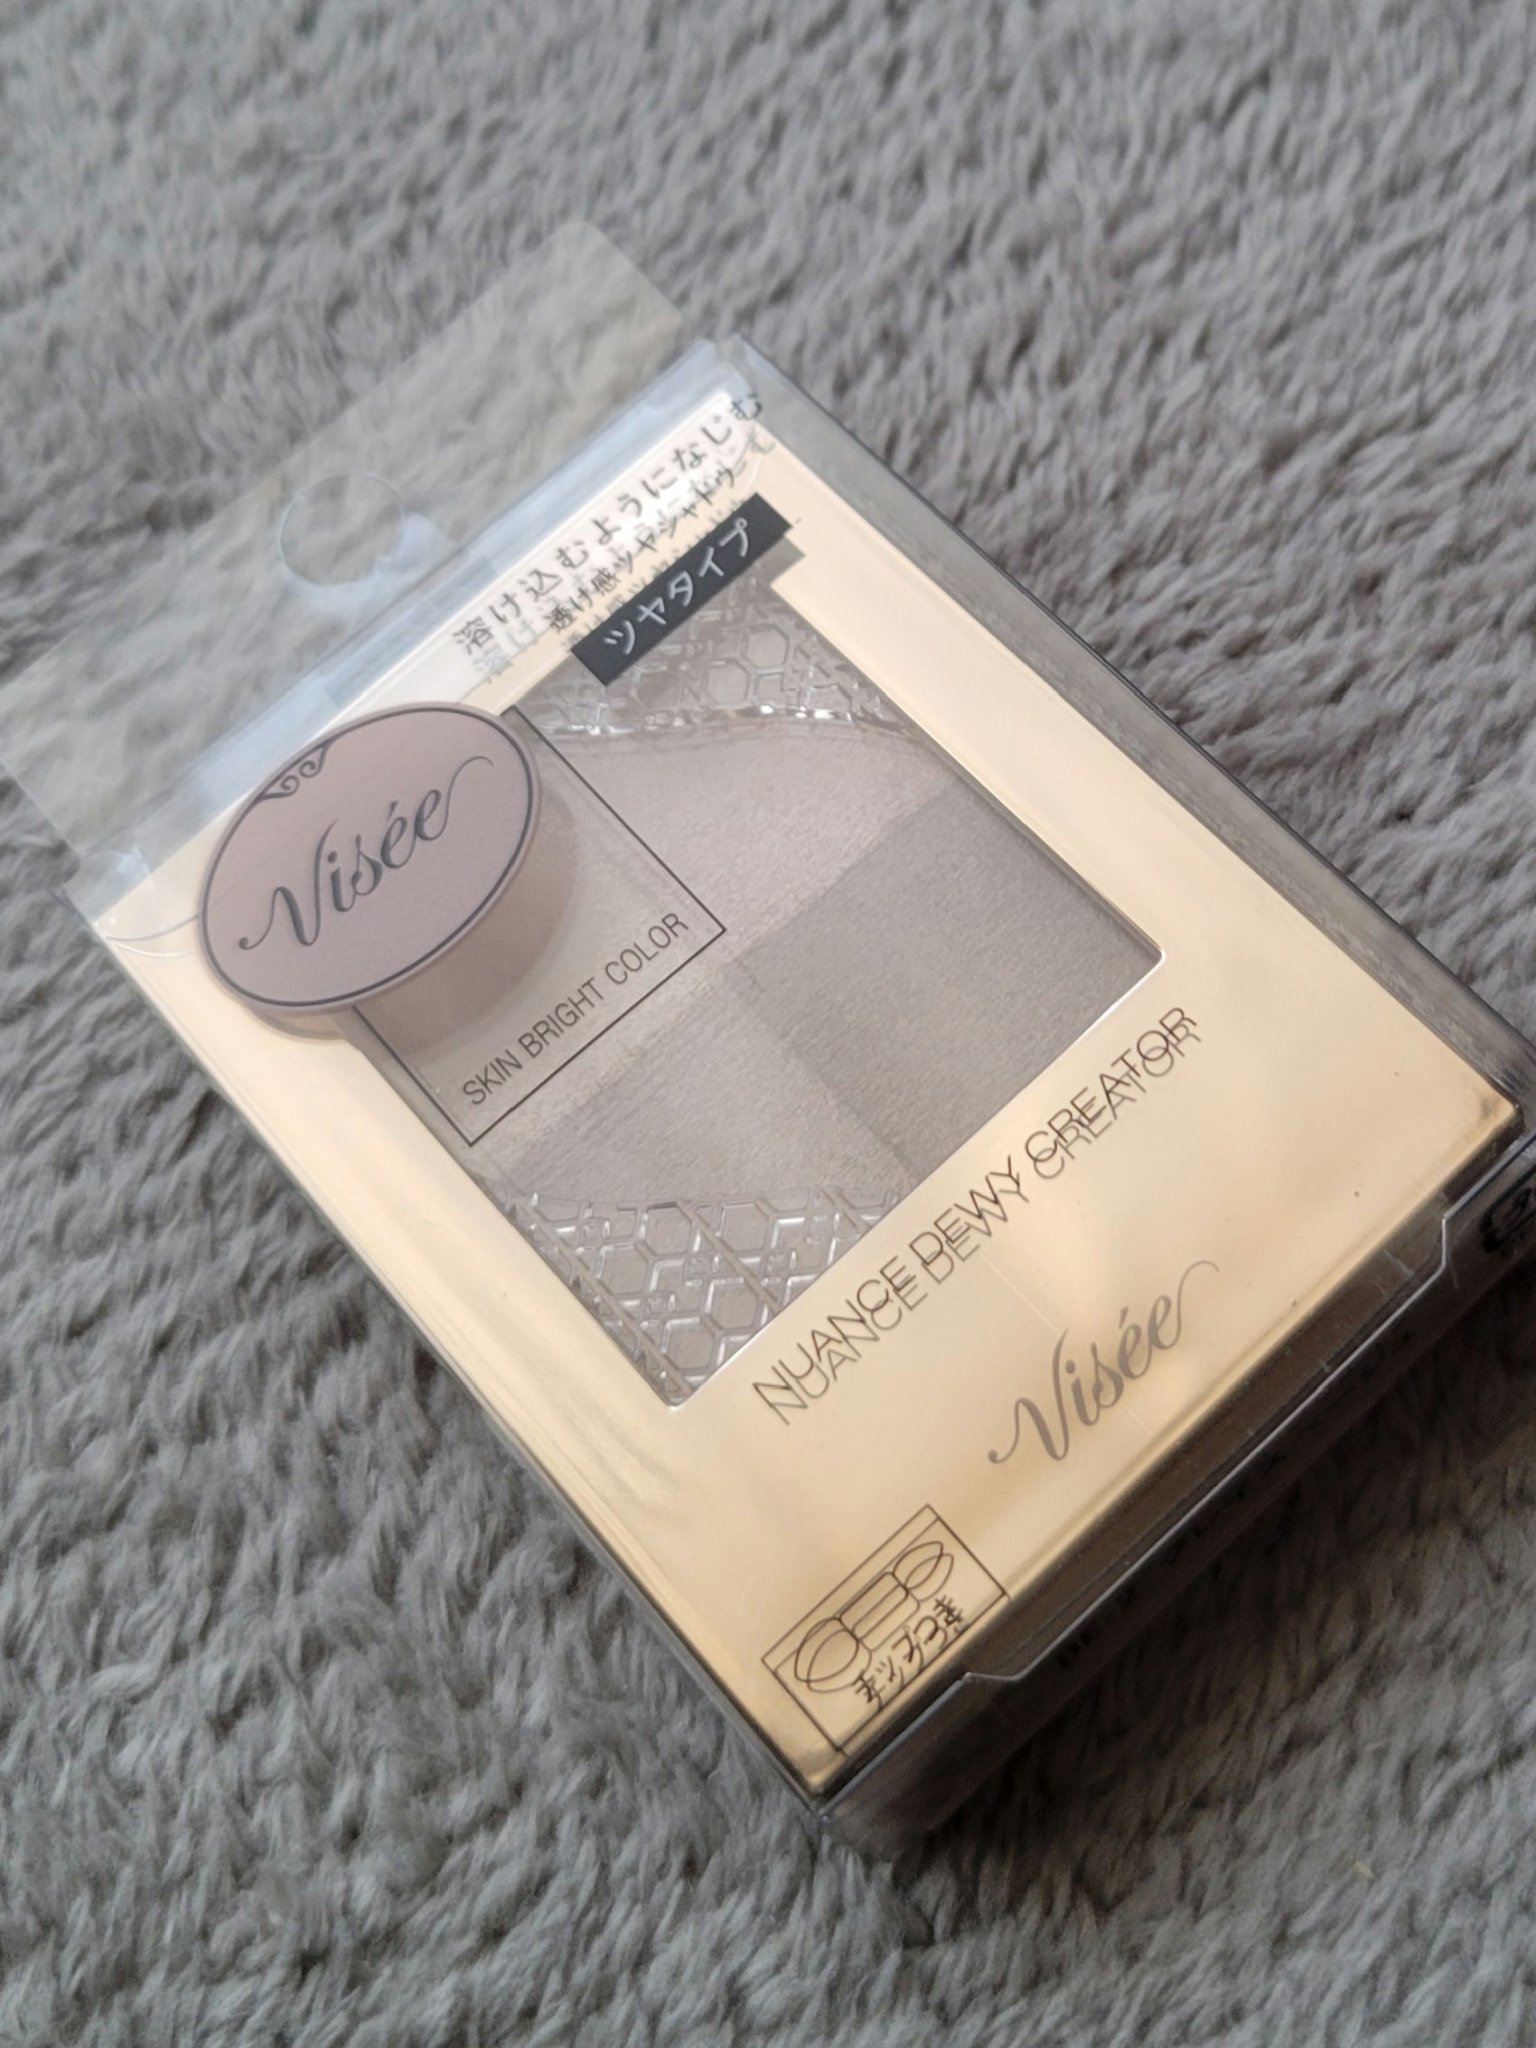 溶け込むようになじむ
透け感ツヤシャドウ
ツヤタイプ
Visée
SKIN BRIGHT COLOR
NUANCE DEWY CREATOR
Visée
チップつき